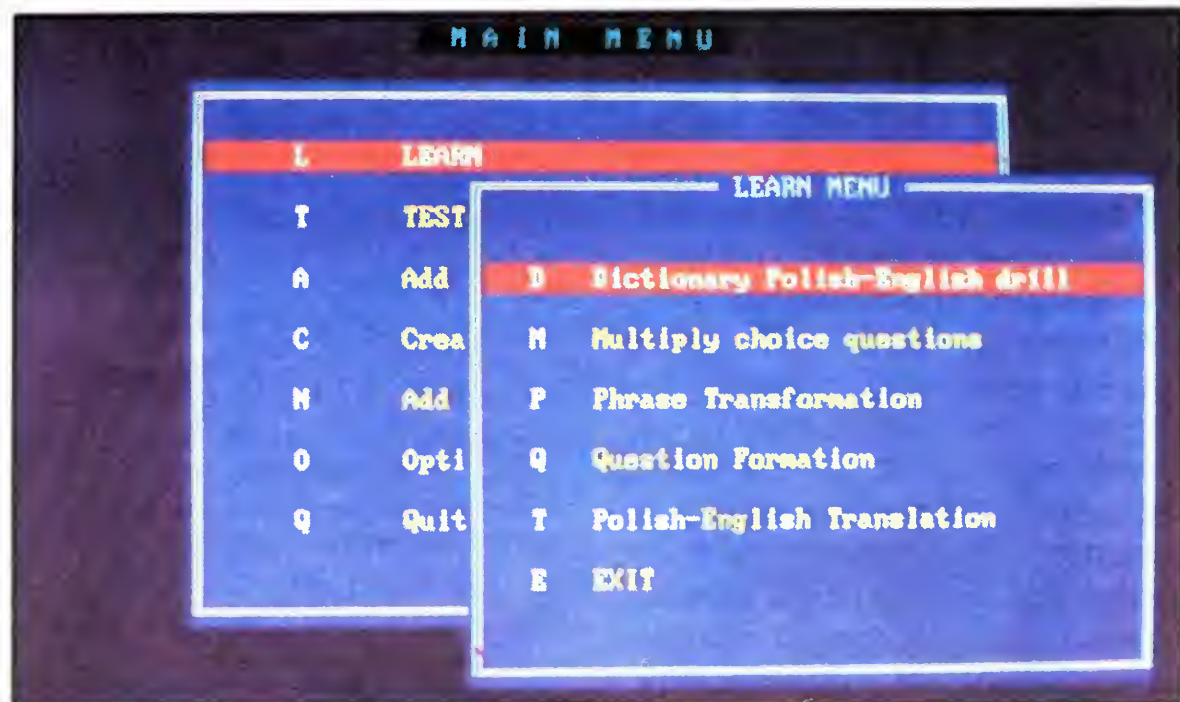 MAIN MENU
L LEARN
T TEST
A Add
C Crea
N Add
O Opti
Q Quit
LEARN MENU
D Dictionary Polish-English drill
M Multiply choice questions
P Phrase Transformation
Q Question Formation
T Polish-English Translation
E EXIT